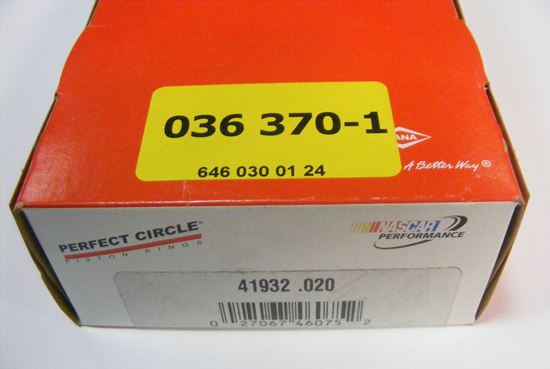 036 370-1
646 030 01 24
ANA
A Better Way®
PERFECT CIRCLE®
PISTON RINGS
NASCAR
PERFORMANCE
41932 .020
0 27067 46075 2